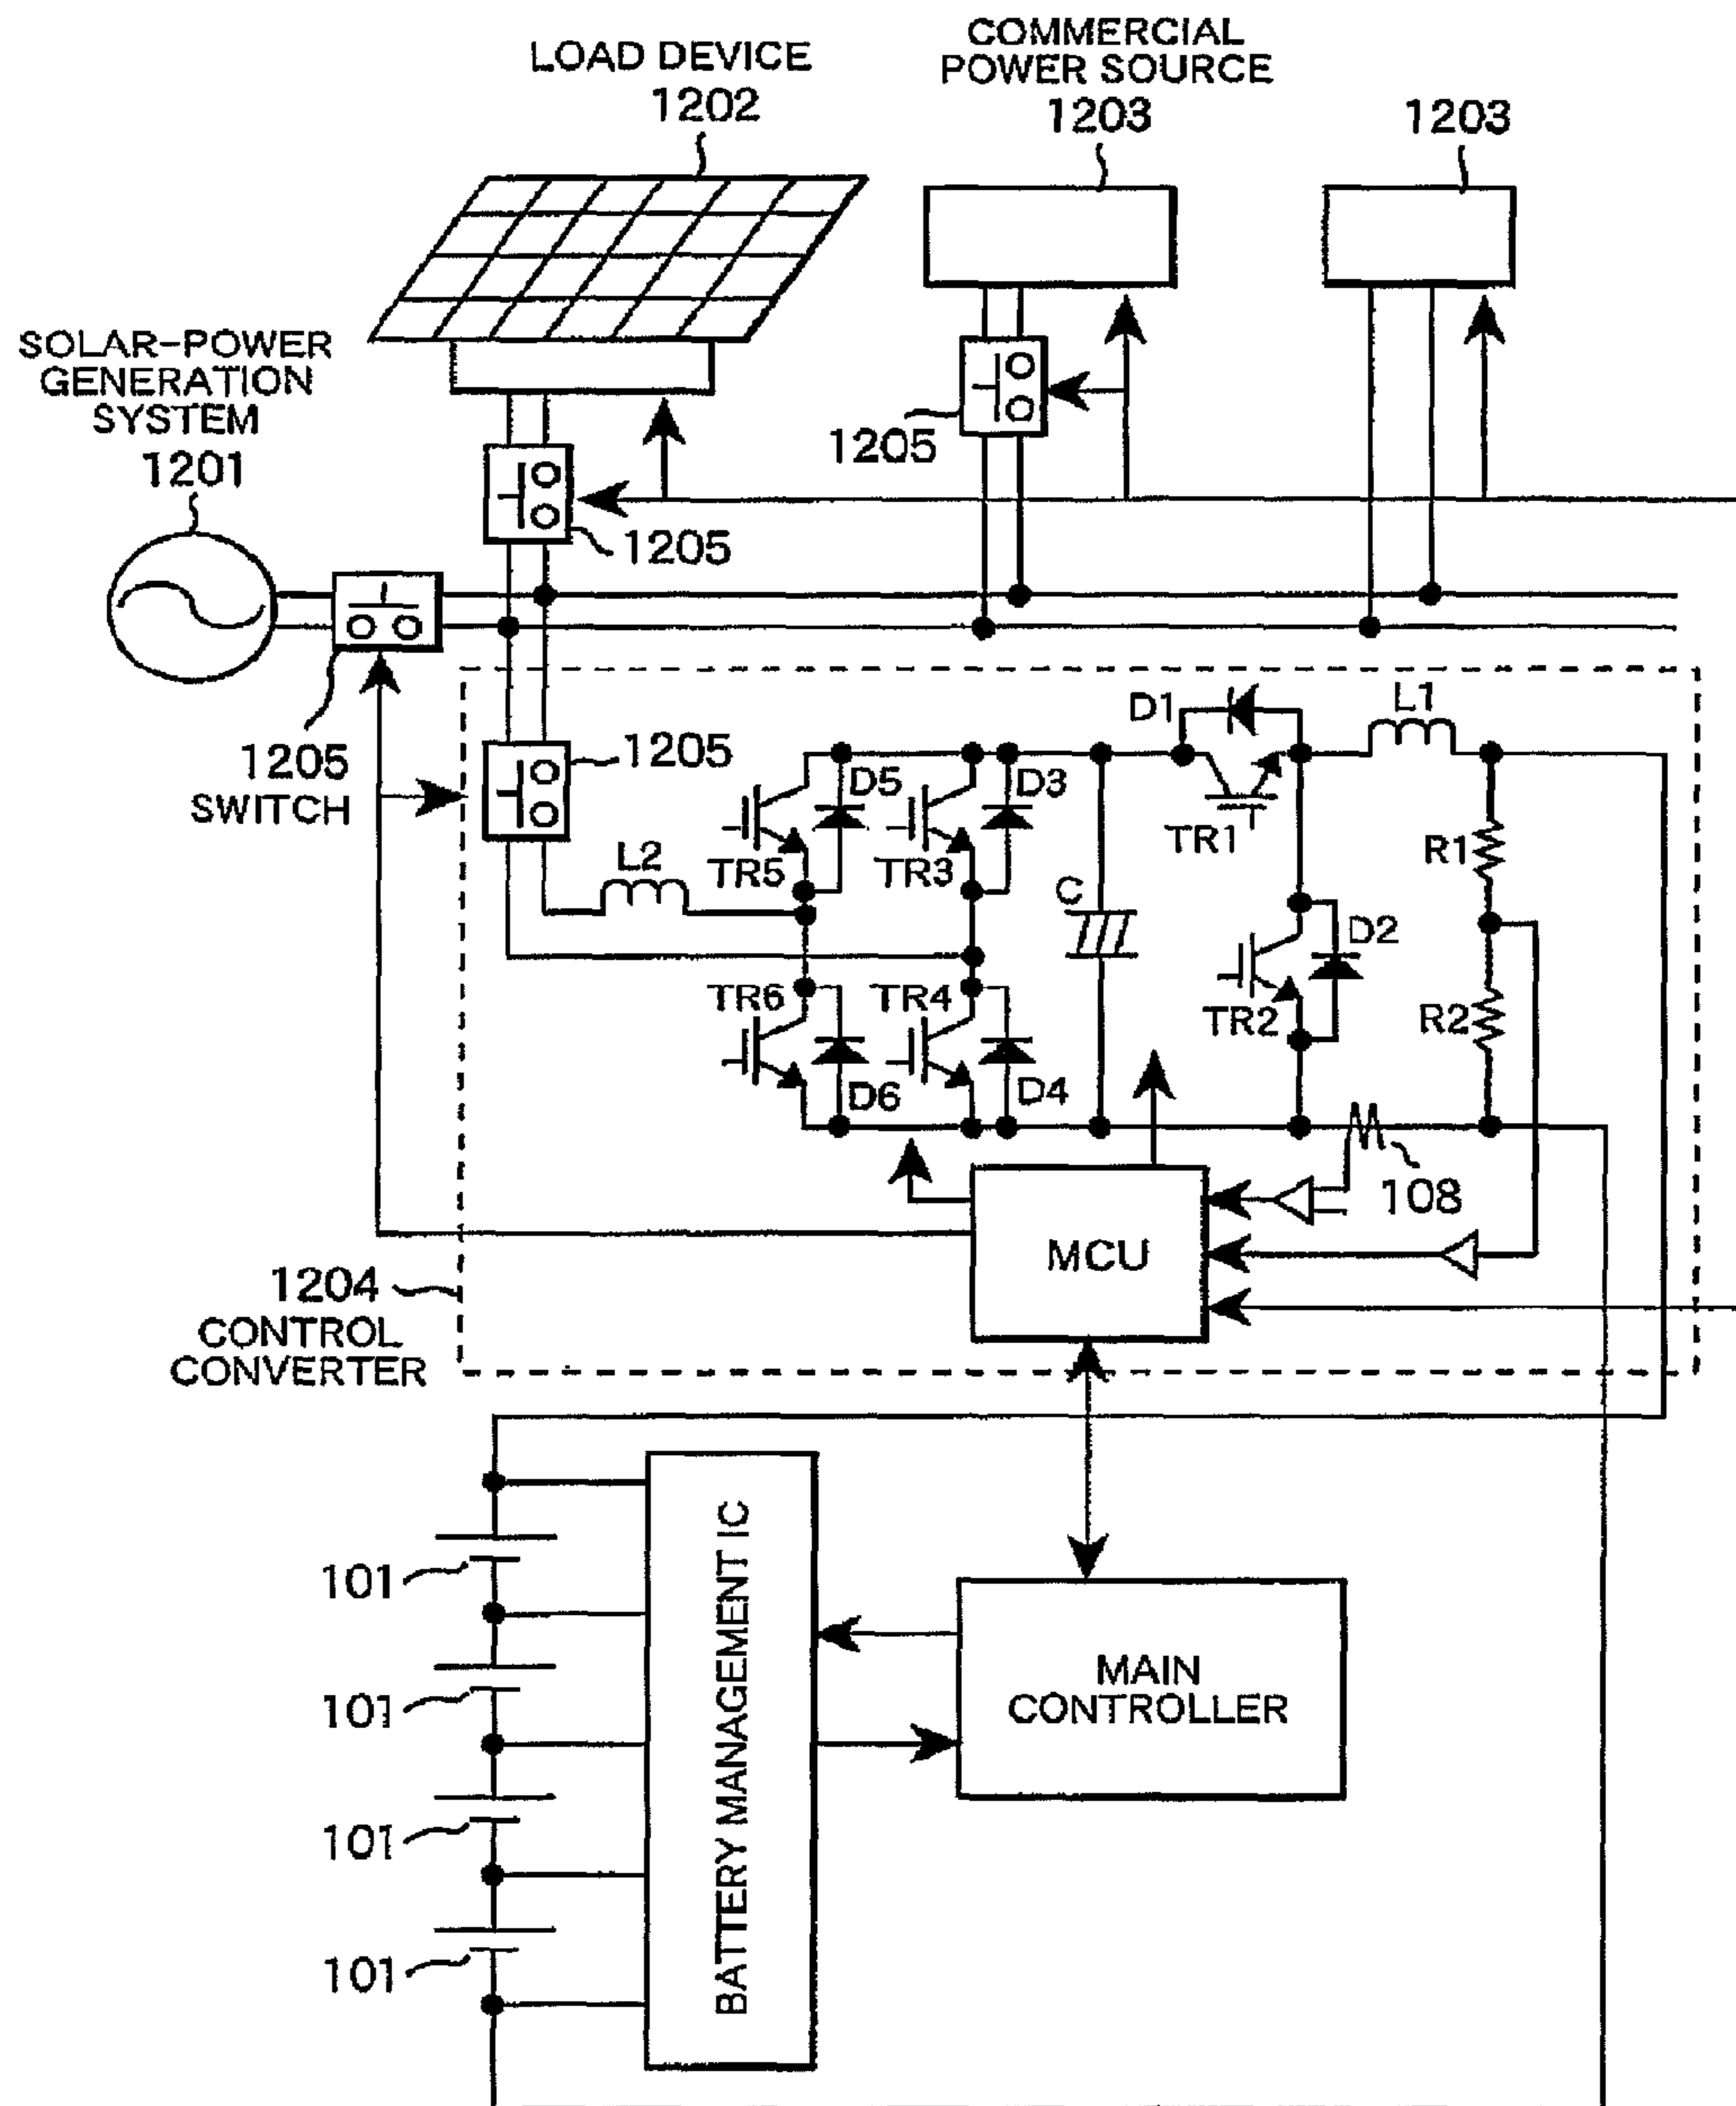 LOAD DEVICE
1202
COMMERCIAL
POWER SOURCE
1203
1203
SOLAR-POWER
GENERATION
SYSTEM
1201
1205
1205
1205
SWITCH
1205
D1
L1
D5
D3
TR1
R1
L2
TR5
TR3
C
D2
TR6
TR4
TR2
R2
D6
D4
108
MCU
1204
CONTROL
CONVERTER
BATTERY MANAGEMENT IC
101
101
101
101
MAIN
CONTROLLER